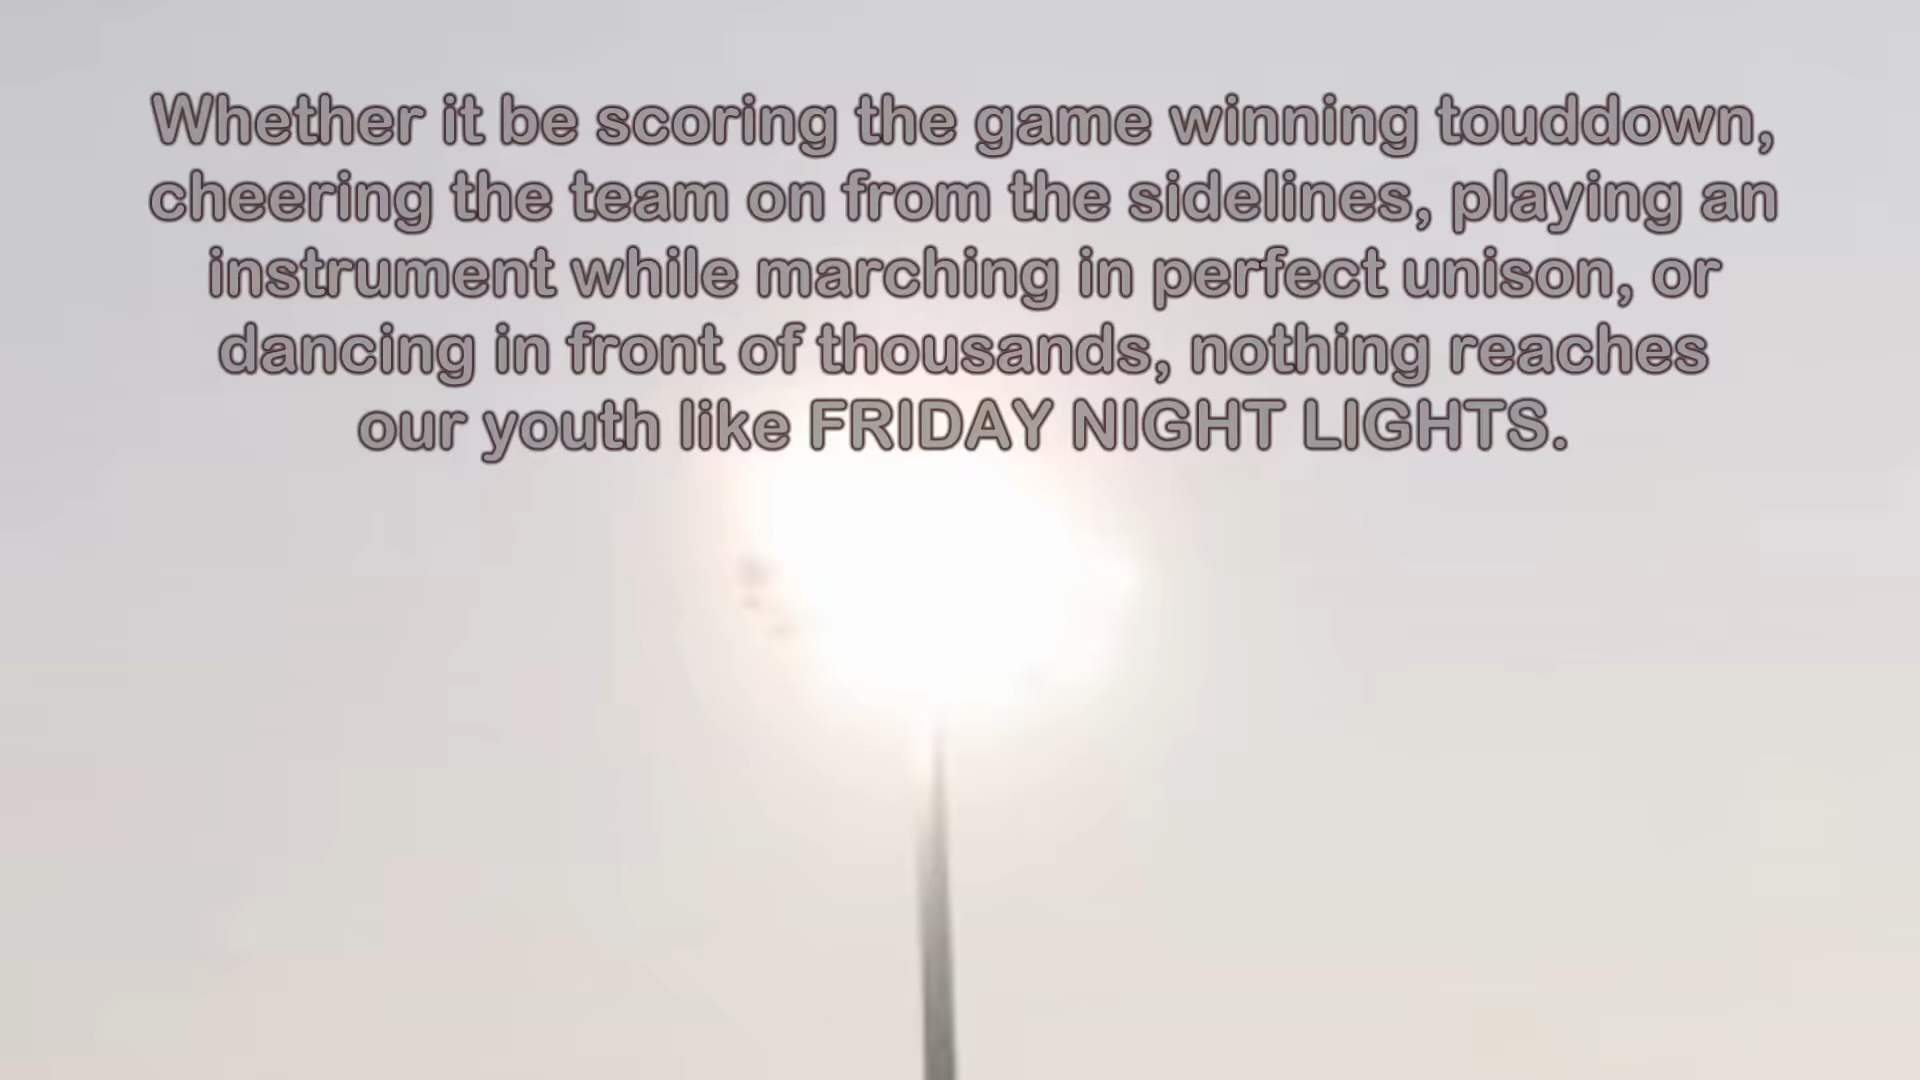 Whether it be scoring the game winning touddown,
cheering the team on from the sidelines, playing an
instrument while marching in perfect unison, or
dancing in front of thousands, nothing reaches
our youth like FRIDAY NIGHT LIGHTS.